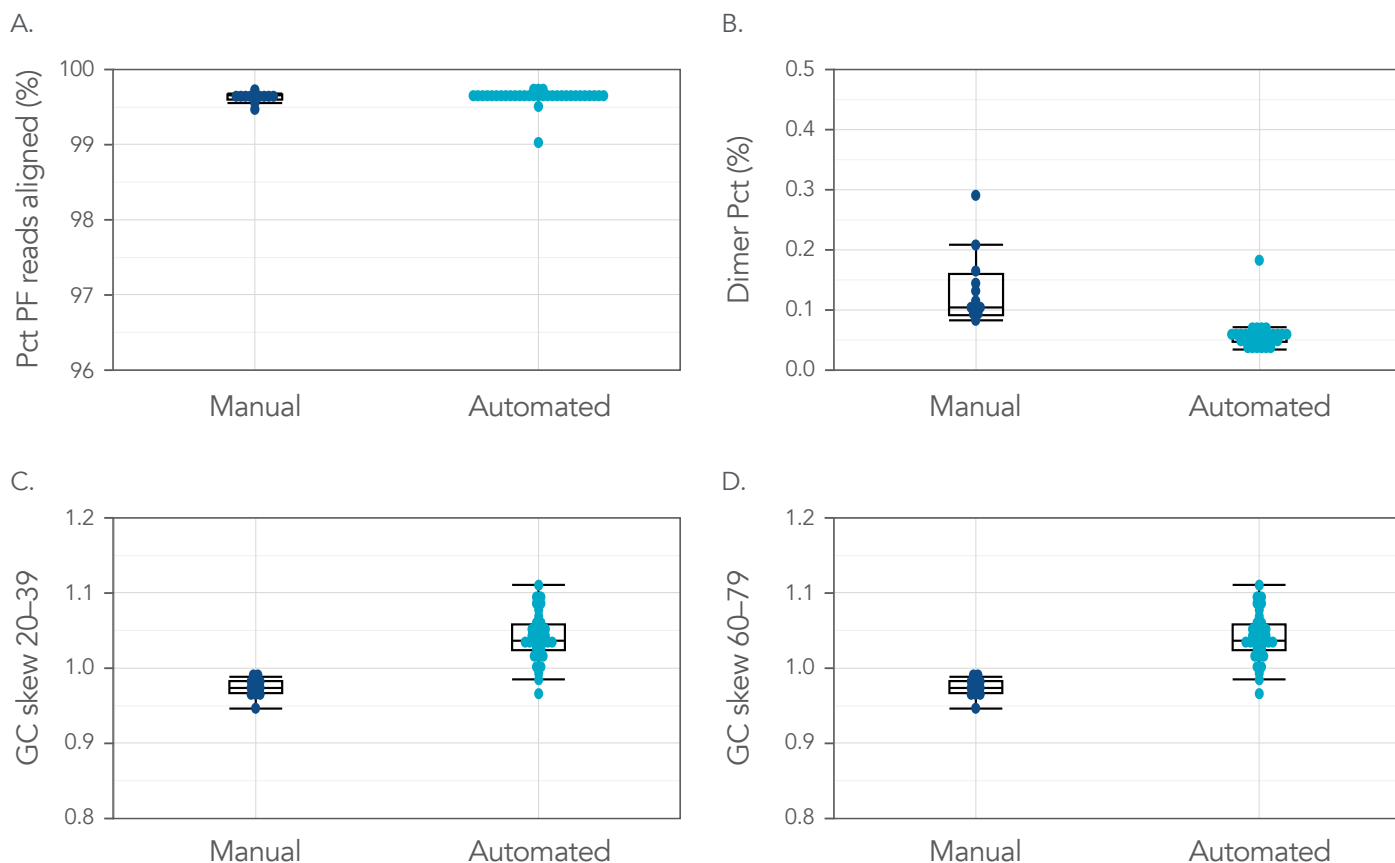 A.
Pct PF reads aligned (%)
100
99
98
97
96
Manual
Automated
B.
Dimer Pct (%)
0.5
0.4
0.3
0.2
0.1
0.0
Manual
Automated
C.
GC skew 20–39
1.2
1.1
1.0
0.9
0.8
Manual
Automated
D.
GC skew 60–79
1.2
1.1
1.0
0.9
0.8
Manual
Automated